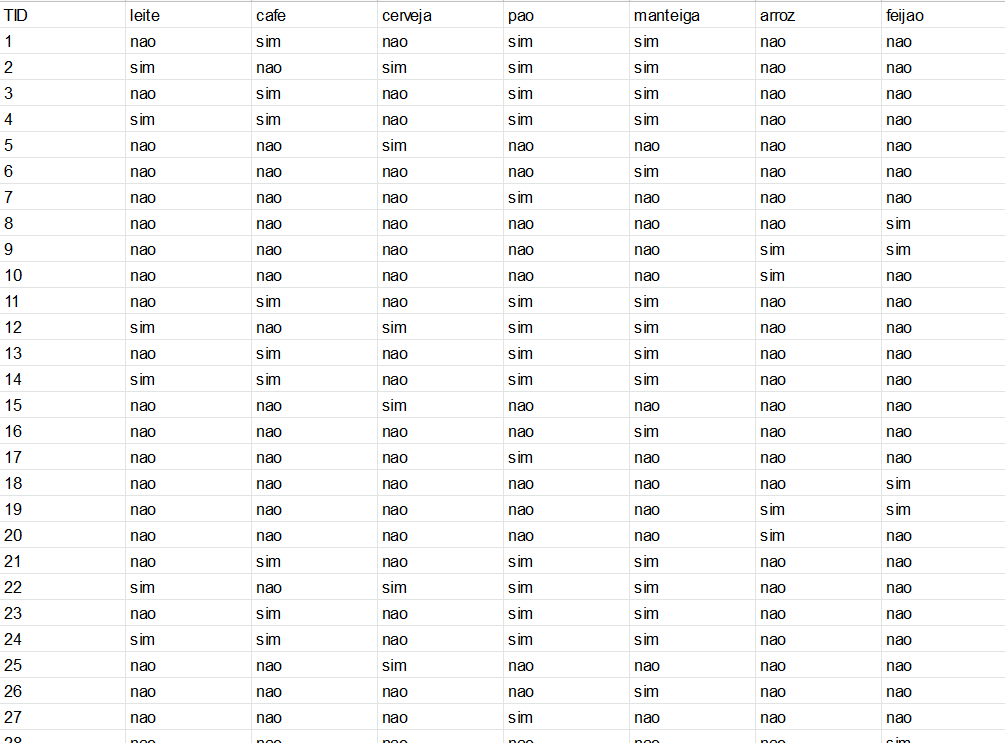 TID leite cafe cerveja pao manteiga arroz feijao
1 nao sim nao sim sim nao nao
2 sim nao sim sim sim nao nao
3 nao sim nao sim sim nao nao
4 sim sim nao sim sim nao nao
5 nao nao sim nao nao nao nao
6 nao nao nao nao sim nao nao
7 nao nao nao sim nao nao nao
8 nao nao nao nao nao nao sim
9 nao nao nao nao nao sim sim
10 nao nao nao nao nao sim nao
11 nao sim nao sim sim nao nao
12 sim nao sim sim sim nao nao
13 nao sim nao sim sim nao nao
14 sim sim nao sim sim nao nao
15 nao nao sim nao nao nao nao
16 nao nao nao nao sim nao nao
17 nao nao nao sim nao nao nao
18 nao nao nao nao nao nao sim
19 nao nao nao nao nao sim sim
20 nao nao nao nao nao sim nao
21 nao sim nao sim sim nao nao
22 sim nao sim sim sim nao nao
23 nao sim nao sim sim nao nao
24 sim sim nao sim sim nao nao
25 nao nao sim nao nao nao nao
26 nao nao nao nao sim nao nao
27 nao nao nao sim nao nao nao
28 nao nao nao nao nao nao sim